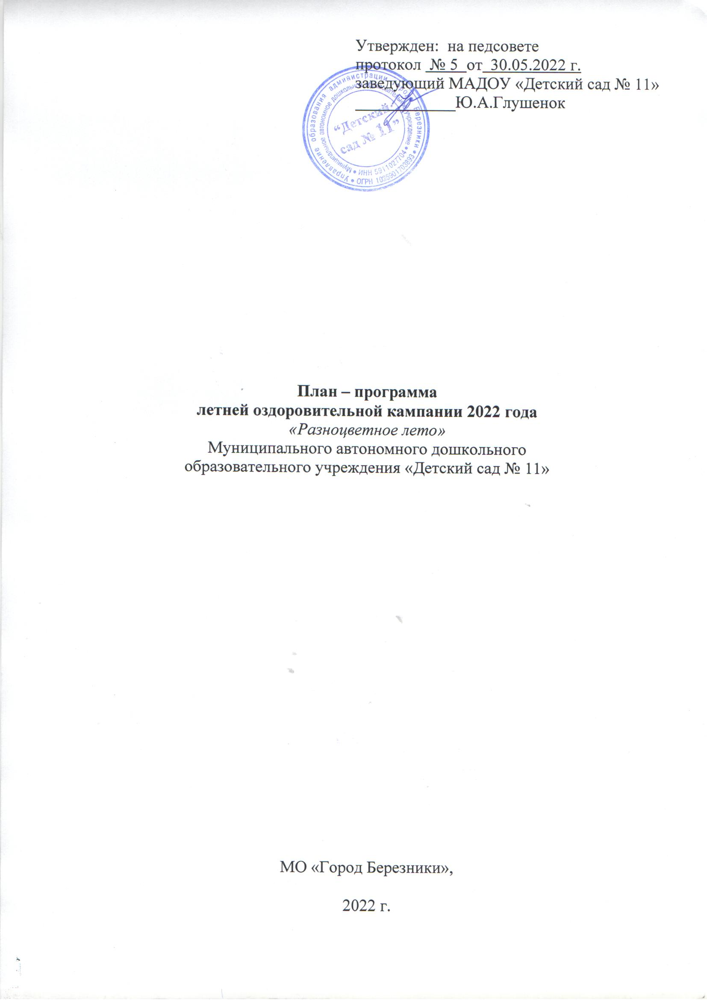 Утвержден: на педсовете
протокол № 5 от 30.05.2022 г.
заведующий МАДОУ «Детский сад № 11»
______________Ю.А.Глушенок
Управление образования администрации города Березники • ОГРН 1025901703893 •
Муниципальное автономное дошкольное образовательное учреждение • ИНН 5911027704 •
“Детский
сад № 11”
План – программа
летней оздоровительной кампании 2022 года
«Разноцветное лето»
Муниципального автономного дошкольного
образовательного учреждения «Детский сад № 11»
МО «Город Березники»,
2022 г.